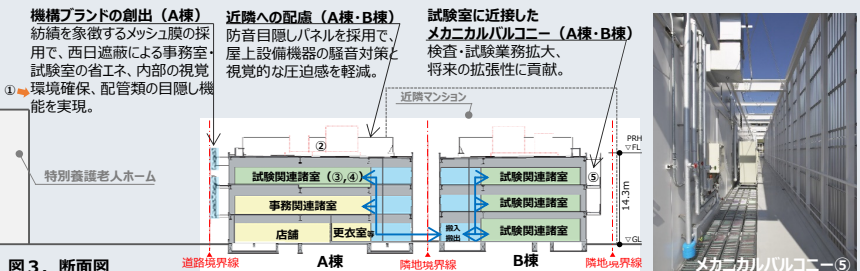 機構ブランドの創出（A棟）
紡績を象徴するメッシュ膜の採
用で、西日遮蔽による事務室・
試験室の省エネ、内部の視覚
環境確保、配管類の目隠し機
能を実現。
近隣への配慮（A棟・B棟）
防音目隠しパネルを採用で、
屋上設備機器の騒音対策と
視覚的な圧迫感を軽減。
試験室に近接した
メカニカルバルコニー（A棟・B棟）
検査・試験業務拡大、
将来の拡張性に貢献。
①
近隣マンション
②
PRH
▽FL
特別養護老人ホーム
試験関連諸室（③,④）
試験関連諸室
⑤
事務関連諸室
試験関連諸室
14.3m
店舗
更衣室等
搬入
搬出
試験関連諸室
▽GL
図3．断面図
道路境界線
A棟
隣地境界線
B棟
隣地境界線
メカニカルバルコニー⑤